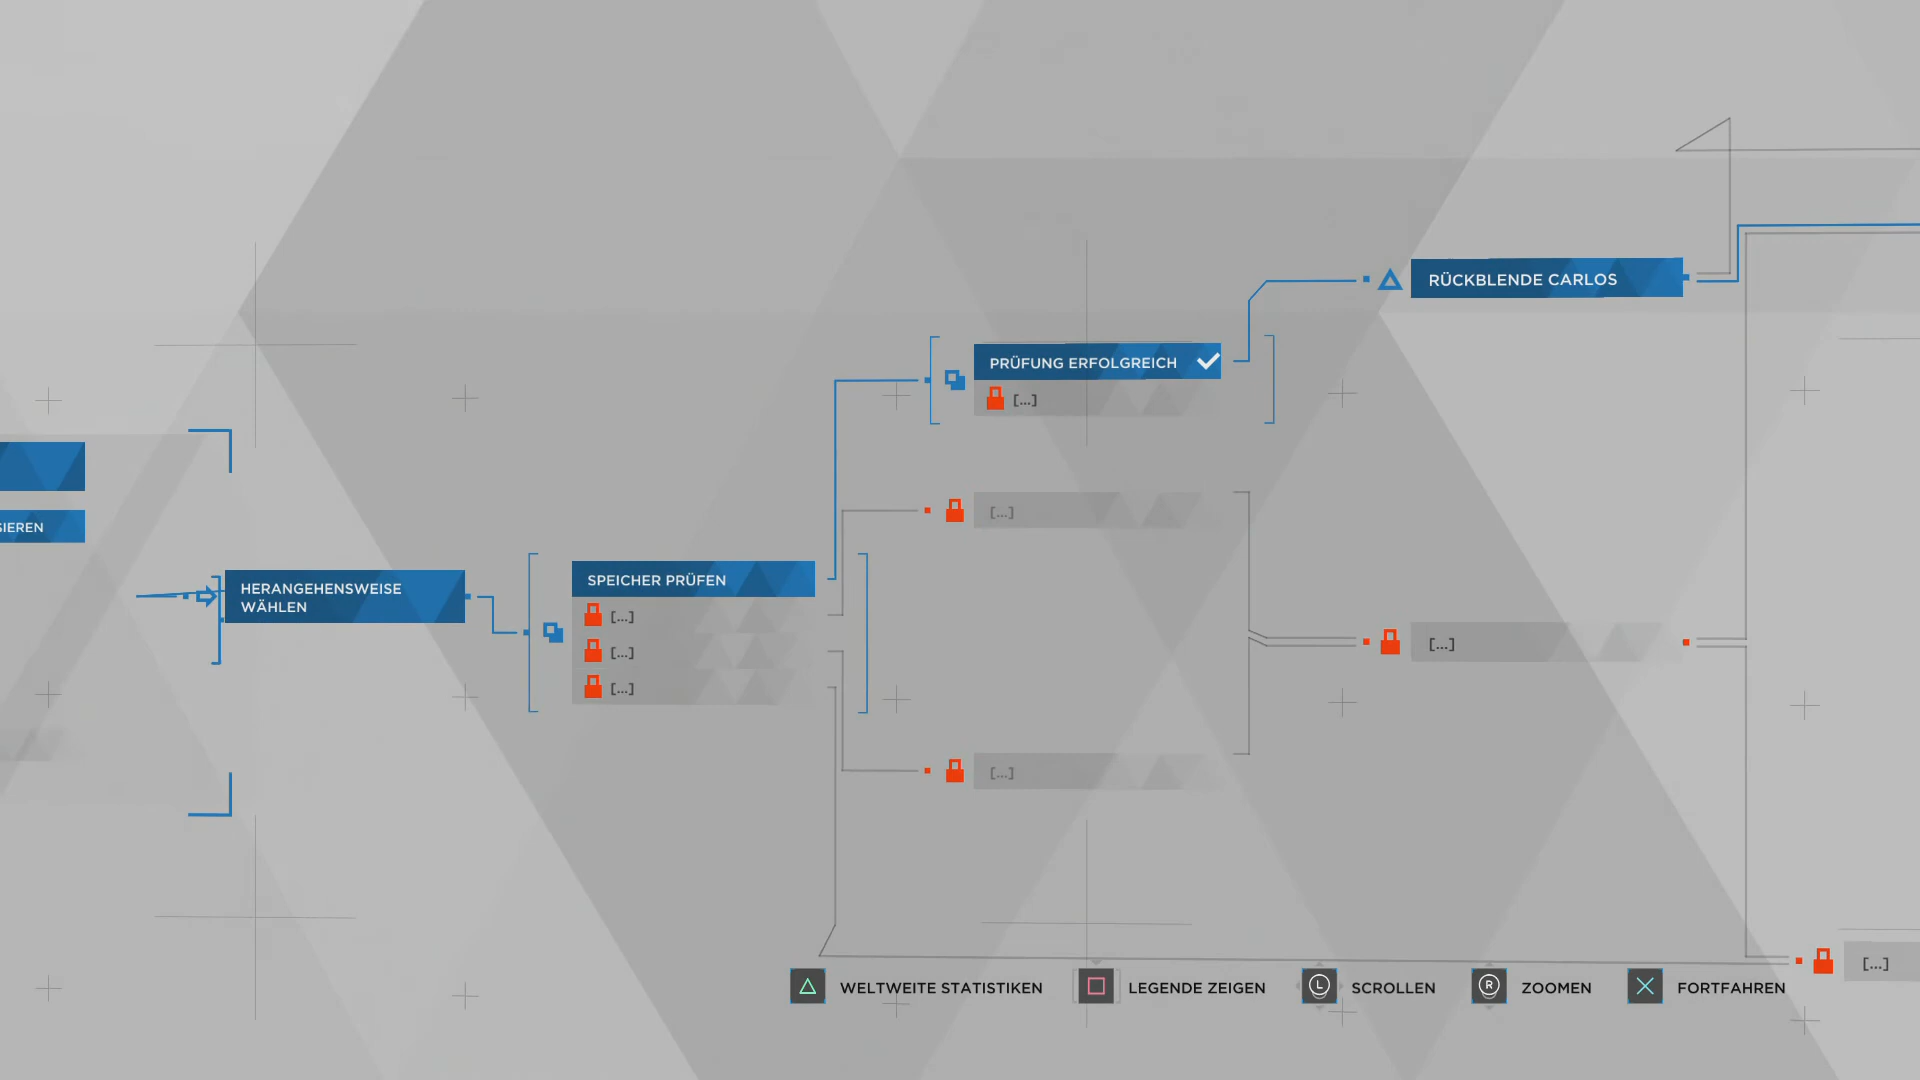 SIEREN
HERANGEHENSWEISE
WÄHLEN
SPEICHER PRÜFEN
[...]
[...]
[...]
PRÜFUNG ERFOLGREICH
[...]
[...]
[...]
RÜCKBLENDE CARLOS
[...]
[...]
WELTWEITE STATISTIKEN
LEGENDE ZEIGEN
L
SCROLLEN
R
ZOOMEN
FORTFAHREN